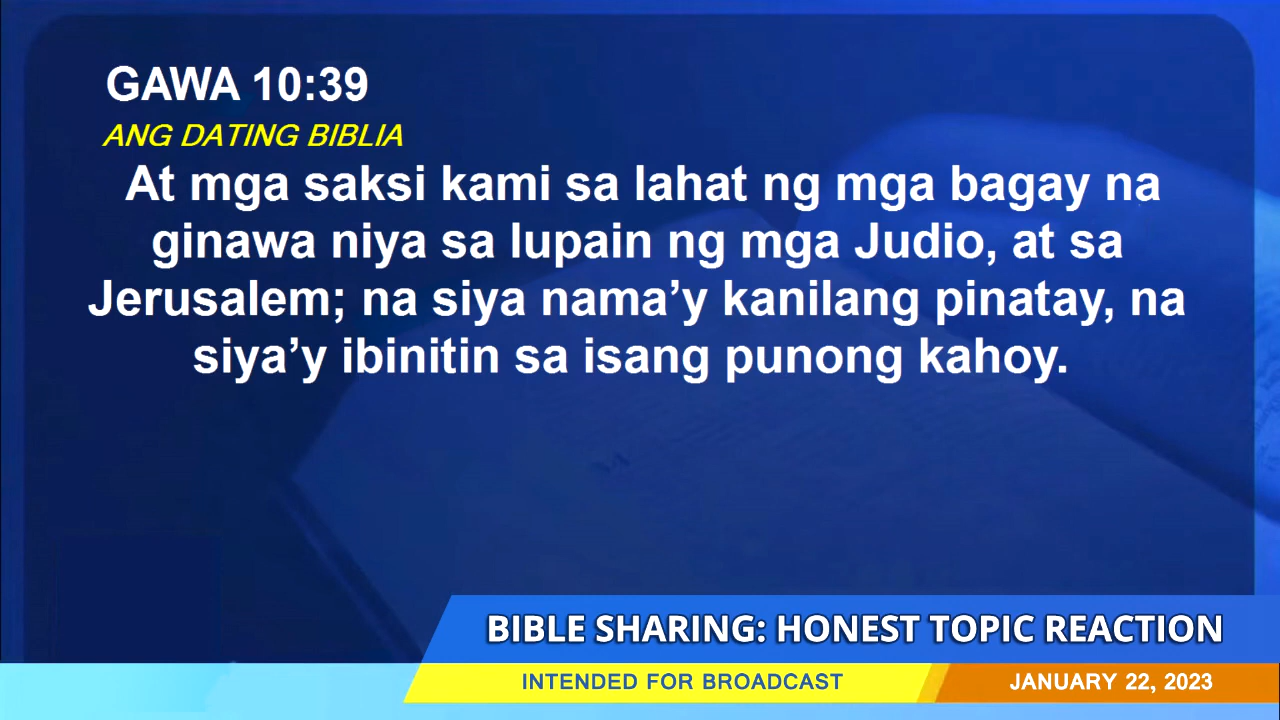 GAWA 10:39
ANG DATING BIBLIA
At mga saksi kami sa lahat ng mga bagay na
ginawa niya sa lupain ng mga Judio, at sa
Jerusalem; na siya nama’y kanilang pinatay, na
siya’y ibinitin sa isang punong kahoy.
BIBLE SHARING: HONEST TOPIC REACTION
INTENDED FOR BROADCAST
JANUARY 22, 2023